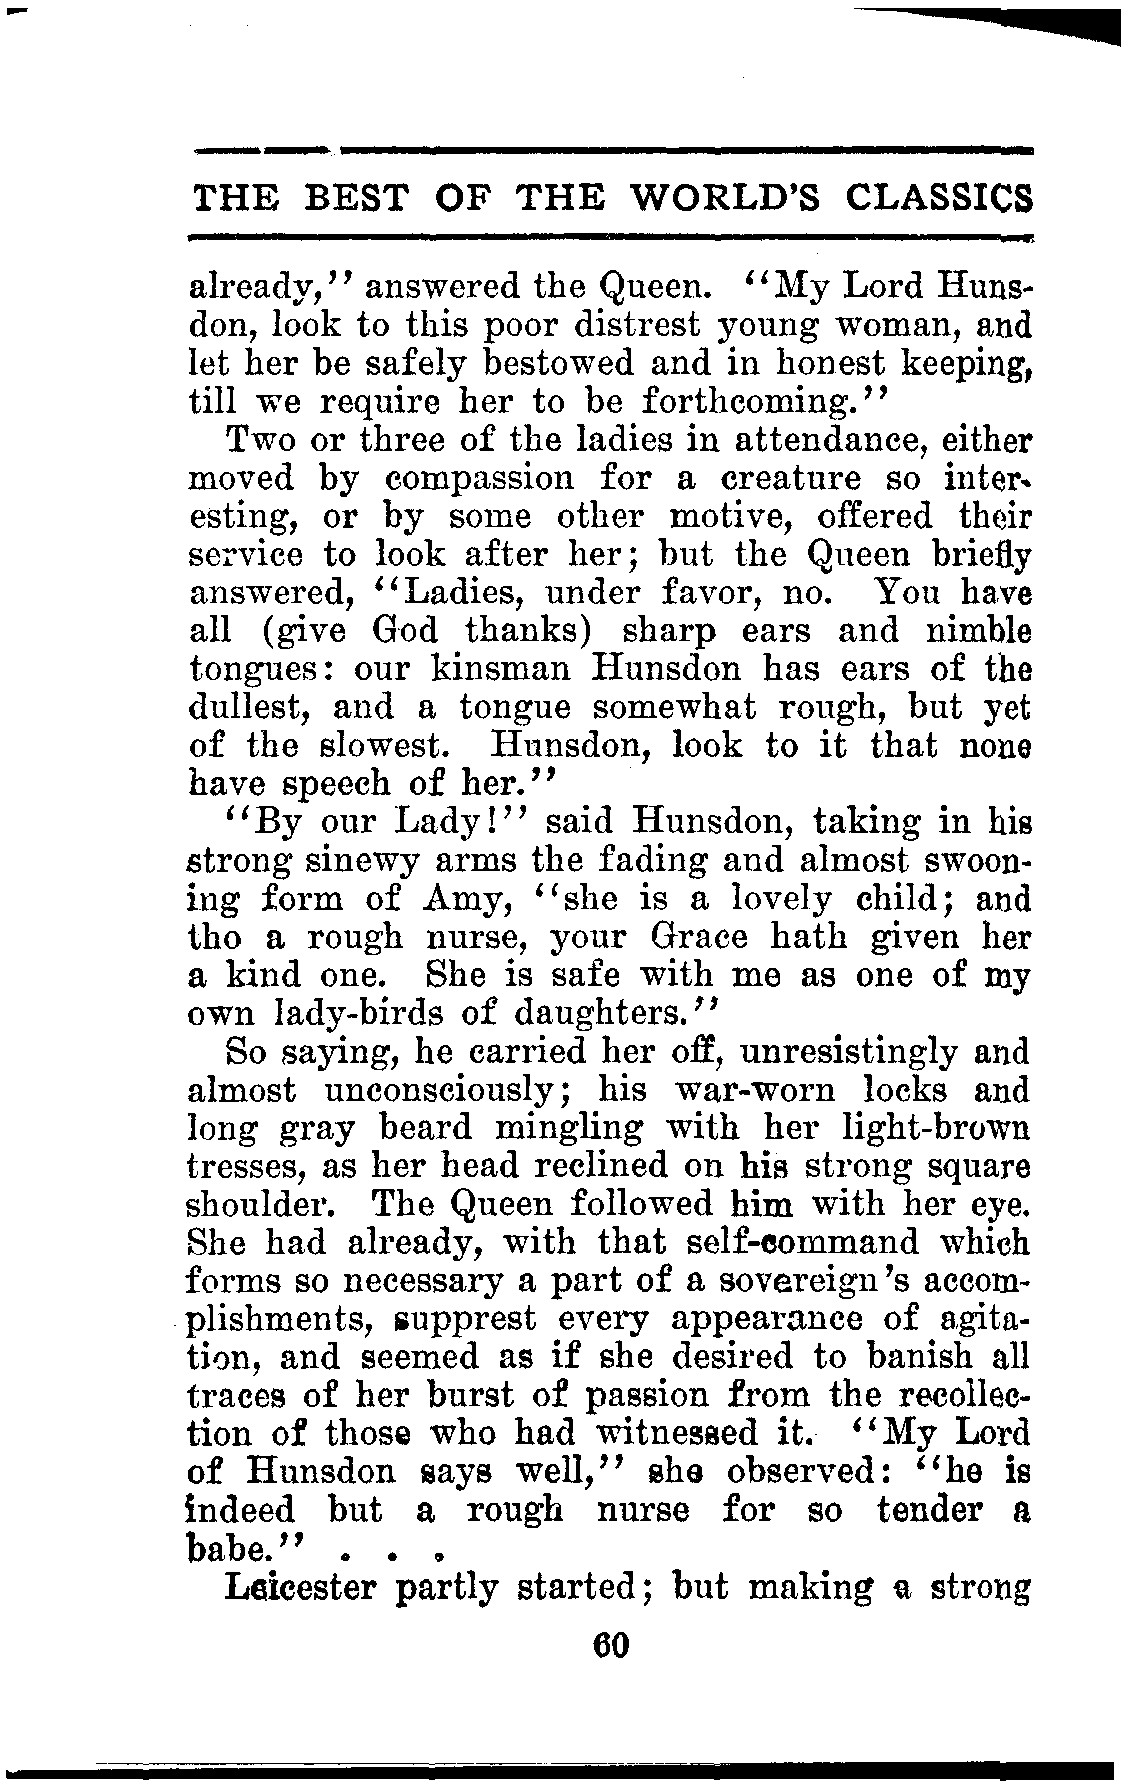 THE BEST OF THE WORLD'S CLASSICS
already," answered the Queen. "My Lord Huns-
don, look to this poor distrest young woman, and
let her be safely bestowed and in honest keeping,
till we require her to be forthcoming."
Two or three of the ladies in attendance, either
moved by compassion for a creature so inter-
esting, or by some other motive, offered their
service to look after her; but the Queen briefly
answered, "Ladies, under favor, no. You have
all (give God thanks) sharp ears and nimble
tongues: our kinsman Hunsdon has ears of the
dullest, and a tongue somewhat rough, but yet
of the slowest. Hunsdon, look to it that none
have speech of her."
"By our Lady!" said Hunsdon, taking in his
strong sinewy arms the fading and almost swoon-
ing form of Amy, "she is a lovely child; and
tho a rough nurse, your Grace hath given her
a kind one. She is safe with me as one of my
own lady-birds of daughters."
So saying, he carried her off, unresistingly and
almost unconsciously; his war-worn locks and
long gray beard mingling with her light-brown
tresses, as her head reclined on his strong square
shoulder. The Queen followed him with her eye.
She had already, with that self-command which
forms so necessary a part of a sovereign's accom-
plishments, supprest every appearance of agita-
tion, and seemed as if she desired to banish all
traces of her burst of passion from the recollec-
tion of those who had witnessed it. "My Lord
of Hunsdon says well," she observed: "he is
indeed but a rough nurse for so tender a
babe." . . .
Leicester partly started; but making a strong
60